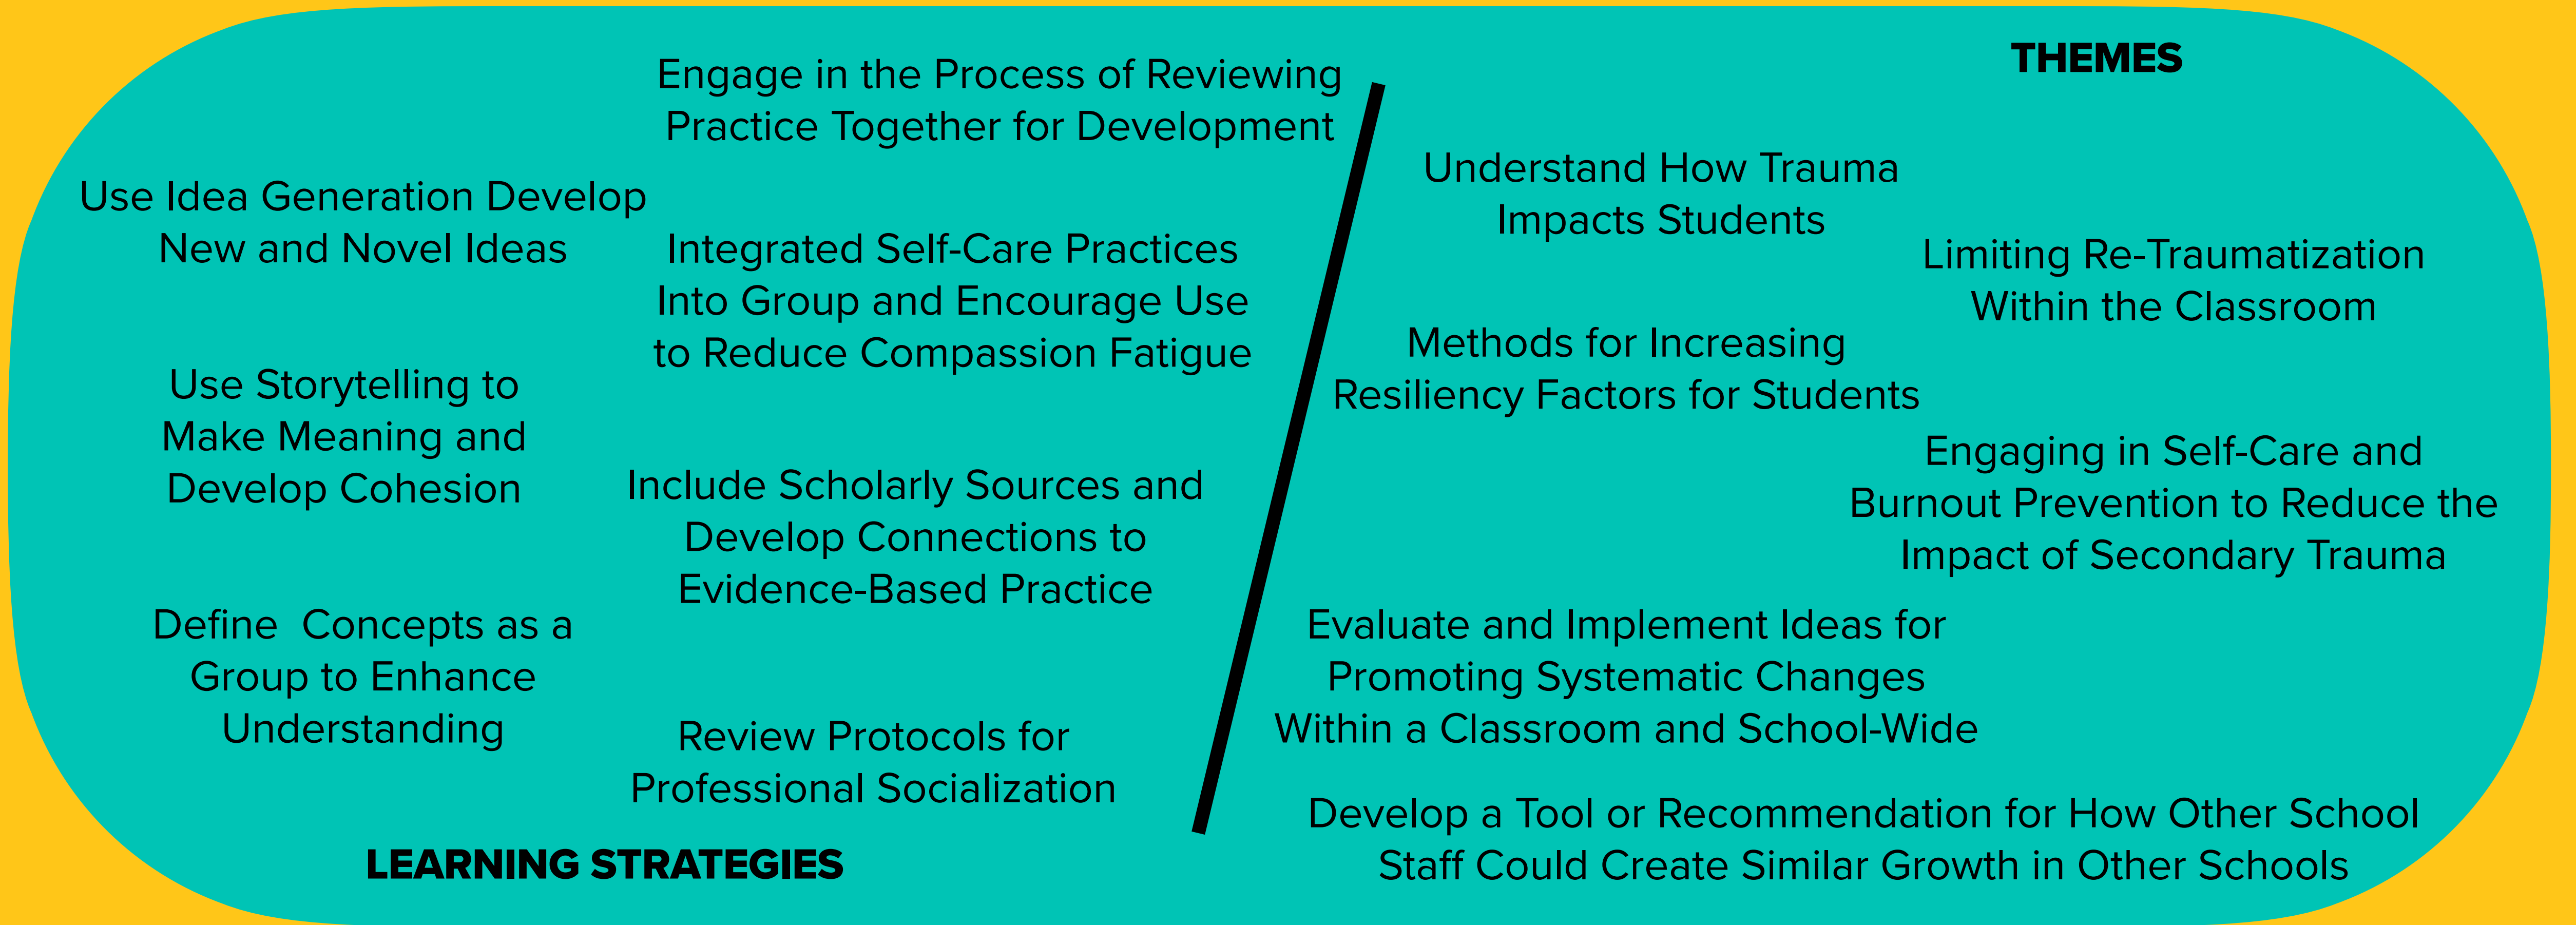 Engage in the Process of Reviewing
Practice Together for Development
Use Idea Generation Develop
New and Novel Ideas
Integrated Self-Care Practices
Into Group and Encourage Use
to Reduce Compassion Fatigue
Use Storytelling to
Make Meaning and
Develop Cohesion
Include Scholarly Sources and
Develop Connections to
Evidence-Based Practice
Define  Concepts as a
Group to Enhance
Understanding
Review Protocols for
Professional Socialization
LEARNING STRATEGIES
THEMES
Understand How Trauma
Impacts Students
Limiting Re-Traumatization
Within the Classroom
Methods for Increasing
Resiliency Factors for Students
Engaging in Self-Care and
Burnout Prevention to Reduce the
Impact of Secondary Trauma
Evaluate and Implement Ideas for
Promoting Systematic Changes
Within a Classroom and School-Wide
Develop a Tool or Recommendation for How Other School
Staff Could Create Similar Growth in Other Schools